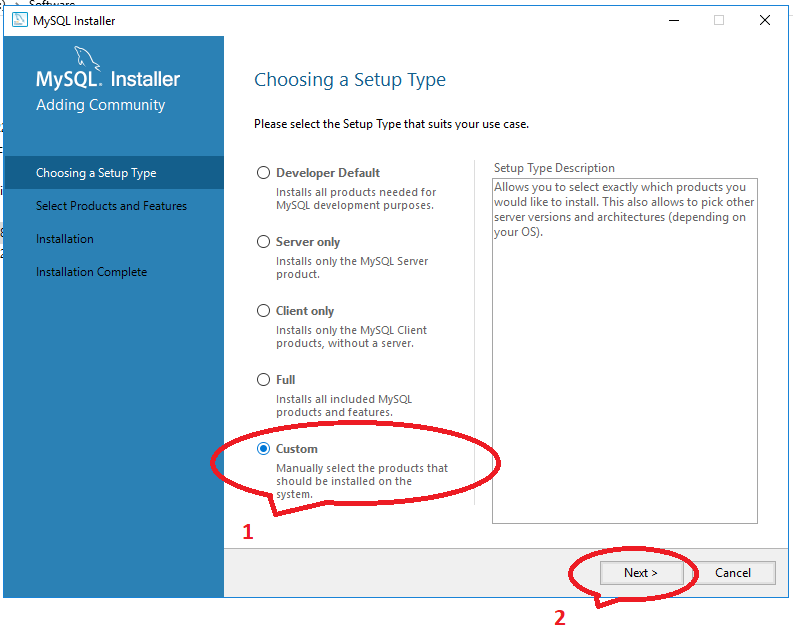 Software
MySQL Installer
MySQL. Installer
Adding Community
Choosing a Setup Type
Select Products and Features
Installation
Installation Complete
Choosing a Setup Type
Please select the Setup Type that suits your use case.
Developer Default
Installs all products needed for
MySQL development purposes.
Server only
Installs only the MySQL Server
product.
Client only
Installs only the MySQL Client
products, without a server.
Full
Installs all included MySQL
products and features.
Custom
Manually select the products that
should be installed on the
system.
1
Setup Type Description
Allows you to select exactly which products you
would like to install. This also allows to pick other
server versions and architectures (depending on
your OS).
Next >
Cancel
2